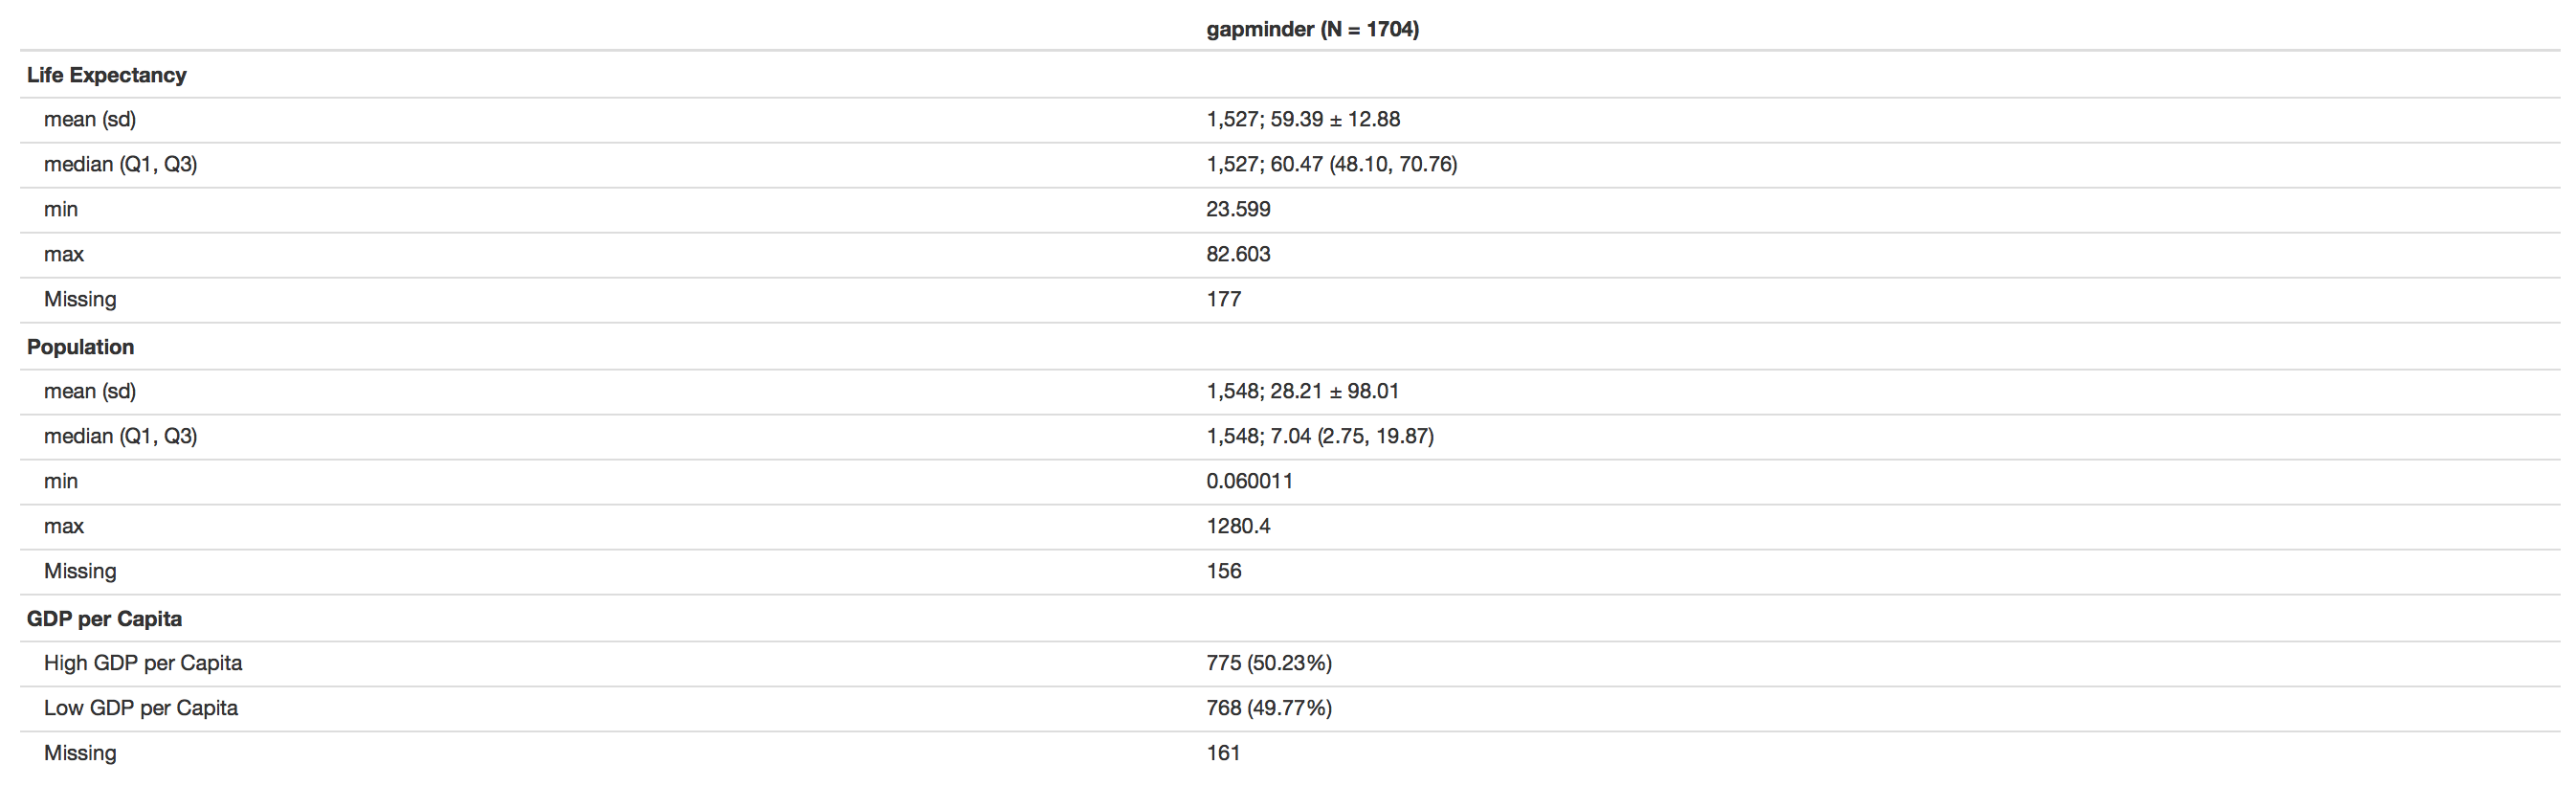 gapminder (N = 1704)
Life Expectancy
mean (sd) 1,527; 59.39 ± 12.88
median (Q1, Q3) 1,527; 60.47 (48.10, 70.76)
min 23.599
max 82.603
Missing 177
Population
mean (sd) 1,548; 28.21 ± 98.01
median (Q1, Q3) 1,548; 7.04 (2.75, 19.87)
min 0.060011
max 1280.4
Missing 156
GDP per Capita
High GDP per Capita 775 (50.23%)
Low GDP per Capita 768 (49.77%)
Missing 161